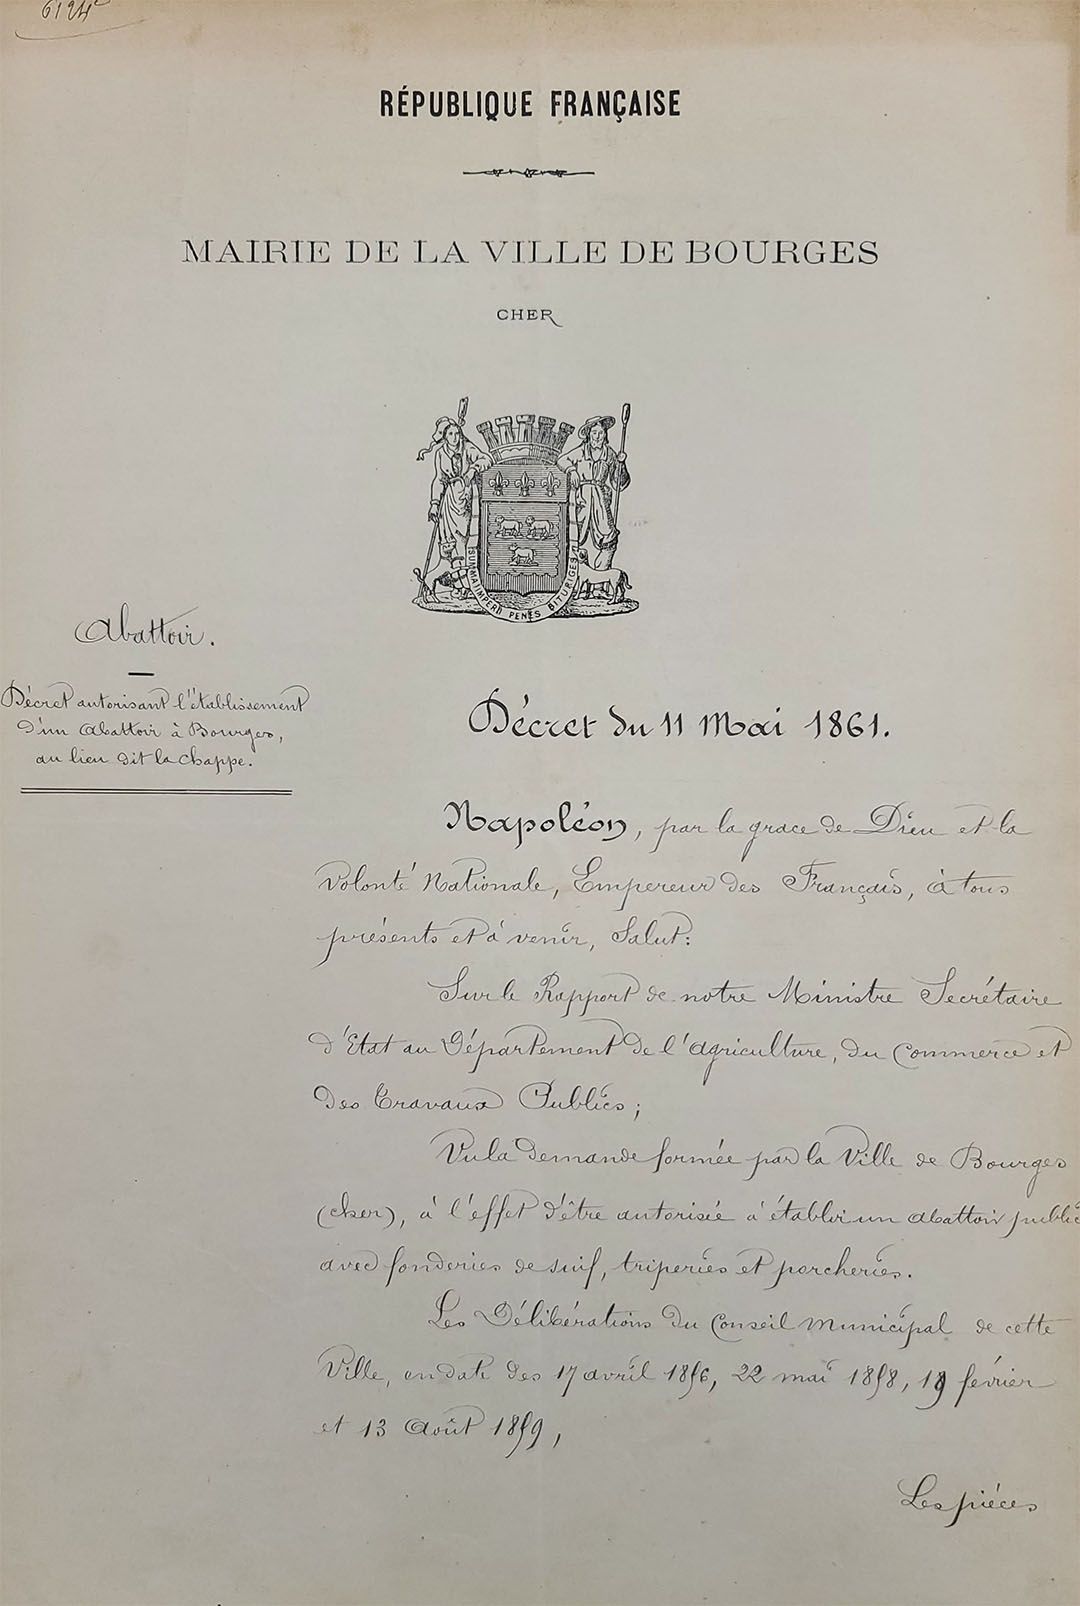 6124
RÉPUBLIQUE FRANÇAISE
MAIRIE DE LA VILLE DE BOURGES
CHER
SUMMA IMPERII PENES BITURIGES
Abattoir.
Décret autorisant l'établissement
d'un abattoir à Bourges,
au lieu dit la Chappe.
Décret du 11 Mai 1861.
Napoléon, par la grace de Dieu et la
Volonté Nationale, Empereur des Français, à tous
présents et à venir, Salut:
Sur le Rapport de notre Ministre Secrétaire
d'Etat au Département de l'agriculture, du Commerce et
des Travaux Publics;
Vu la demande formée par la Ville de Bourges
(Cher), à l'effet d'être autorisée à établir un abattoir public
avec fonderies de suif, triperies et porcheries.
Les Délibérations du Conseil Municipal de cette
Ville, en date des 17 avril 1856, 22 mai 1858, 19 février
et 13 Août 1859,
Les pièces